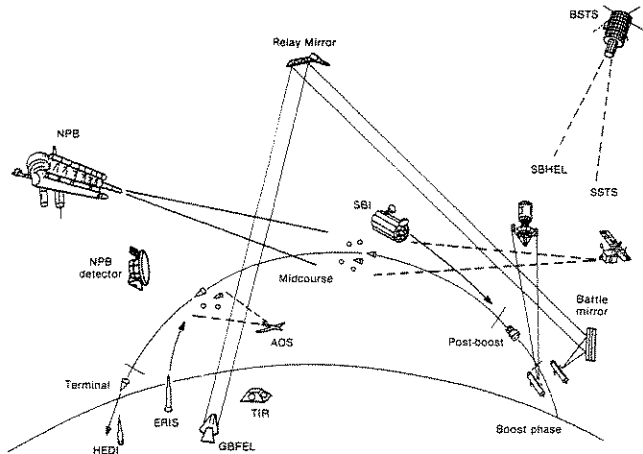 BSTS
Relay Mirror
NPB
SBHEL
SSTS
SBI
NPB
detector
Midcourse
Battle
mirror
AOS
Post-boost
Terminal
ERIS
TIR
GBFEL
HEDI
Boost phase